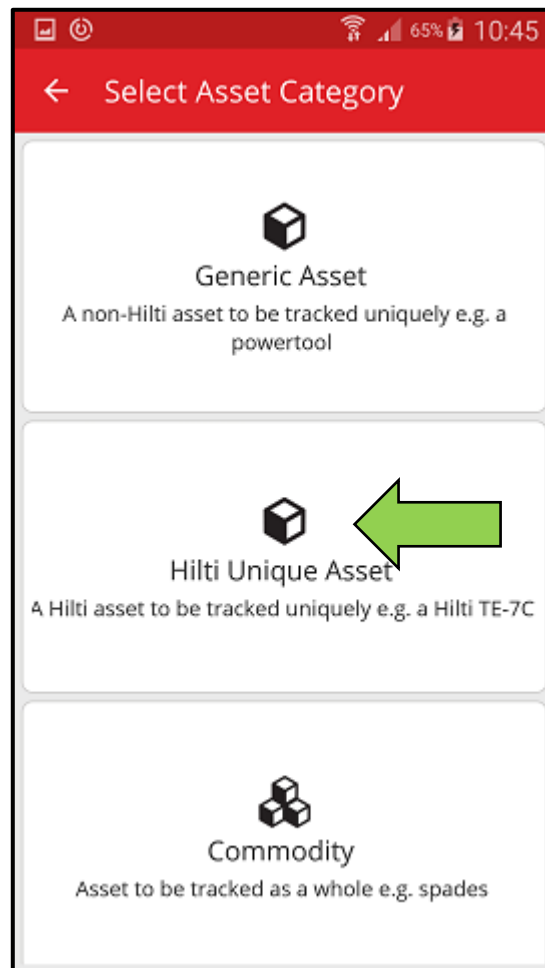 65% 10:45
Select Asset Category
Generic Asset
A non-Hilti asset to be tracked uniquely e.g. a
powertool
Hilti Unique Asset
A Hilti asset to be tracked uniquely e.g. a Hilti TE-7C
Commodity
Asset to be tracked as a whole e.g. spades